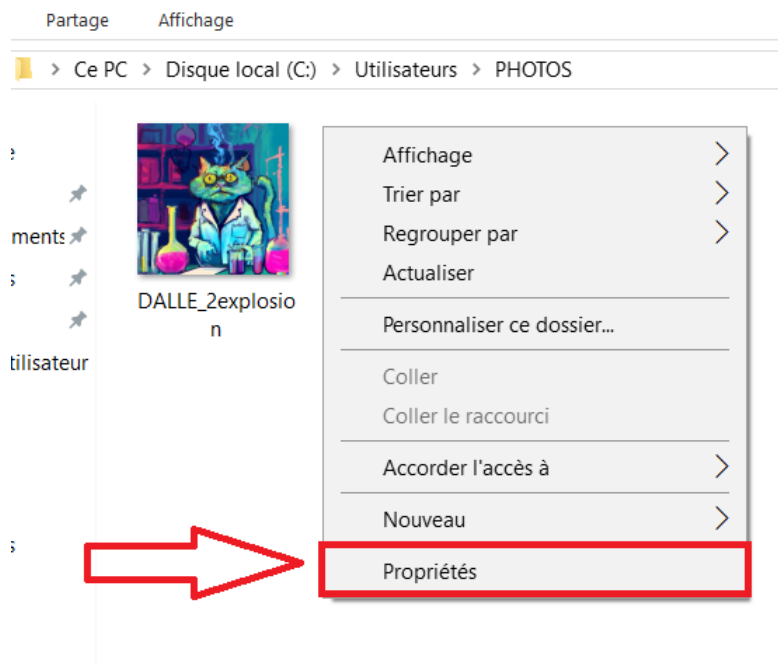 Partage Affichage
Ce PC > Disque local (C:) > Utilisateurs > PHOTOS
ments
tilisateur
DALLE_2explosio
n
Affichage
Trier par
Regrouper par
Actualiser
Personnaliser ce dossier...
Coller
Coller le raccourci
Accorder l'accès à
Nouveau
Propriétés